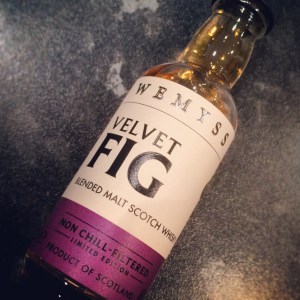 WEMYSS
VELVET
FIG
BLENDED MALT SCOTCH WHISKY
NON CHILL-FILTERED
- LIMITED EDITION -
PRODUCT OF SCOTLAND